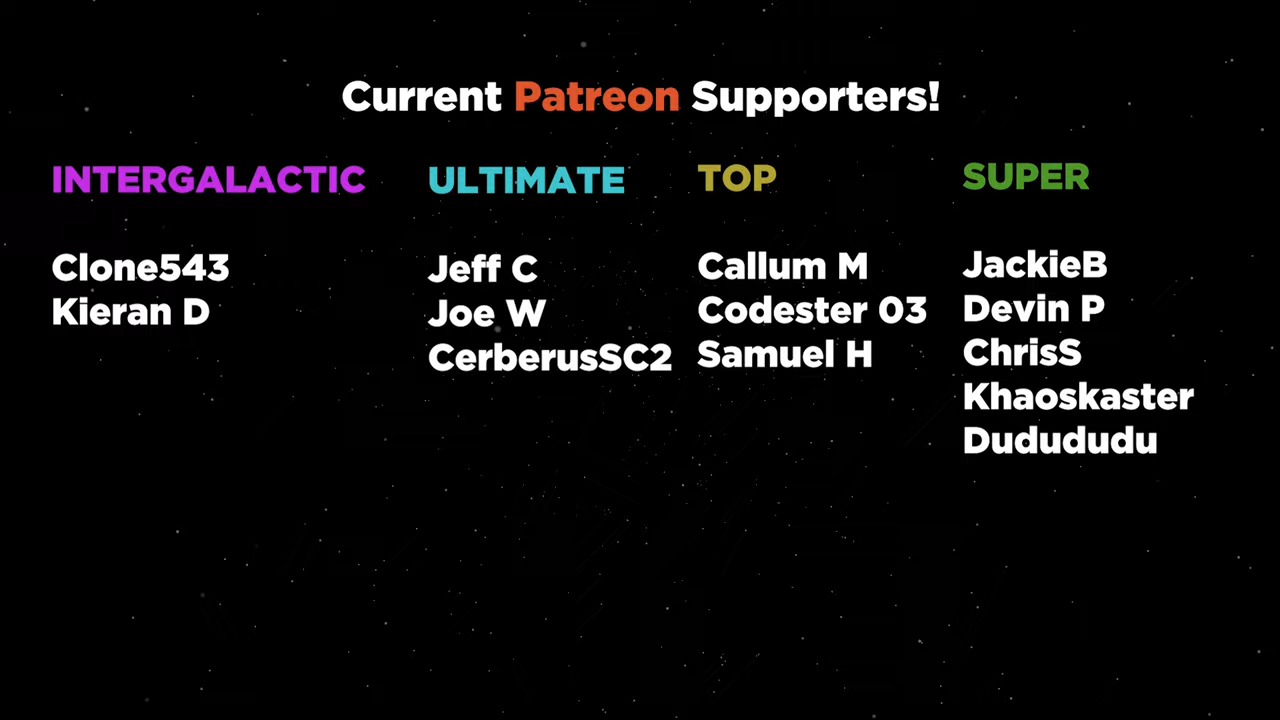 Current Patreon Supporters!
INTERGALACTIC
Clone543
Kieran D
ULTIMATE
Jeff C
Joe W
CerberusSC2
TOP
Callum M
Codester 03
Samuel H
SUPER
JackieB
Devin P
ChrisS
Khaoskaster
Dudududu